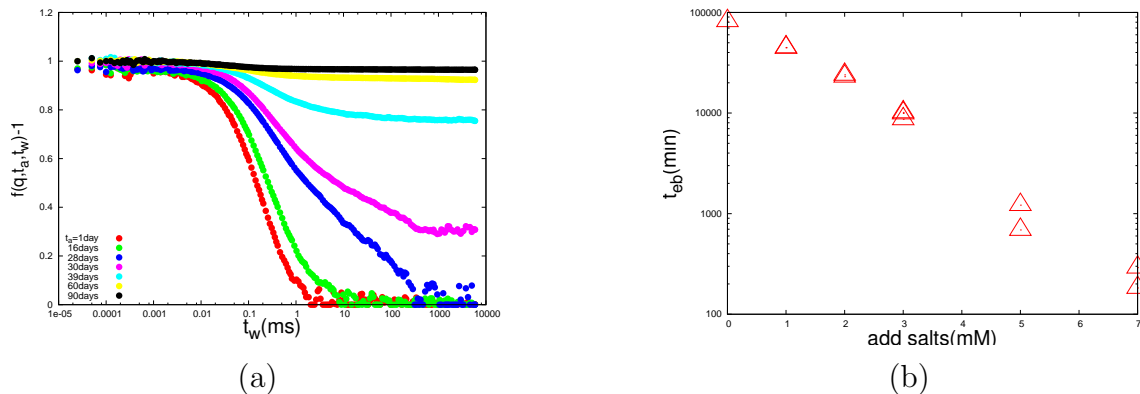 1.2
1
0.8
0.6
0.4
0.2
0
f(q,t_a,t_w)-1
t_a=1day
16days
28days
30days
39days
60days
90days
1e-05 0.0001 0.001 0.01 0.1 1 10 100 1000 10000
t_w(ms)
(a)
100000
10000
1000
100
t_eb(min)
0 1 2 3 4 5 6 7
add salts(mM)
(b)